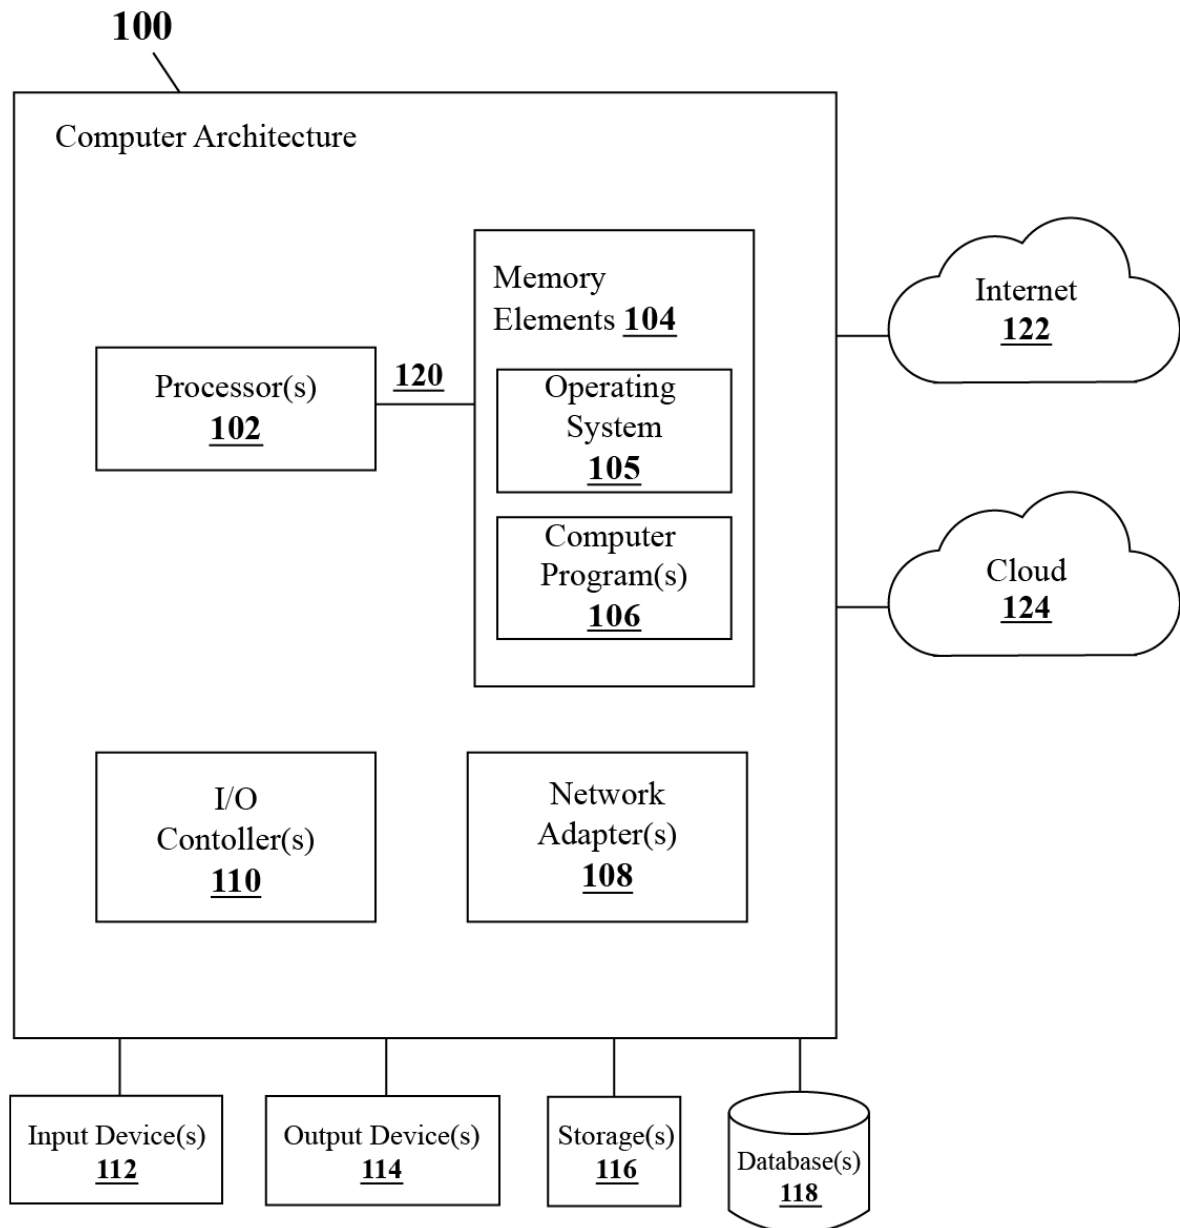 100
Computer Architecture
Memory
Elements 104
Internet
122
Processor(s)
102
120
Operating
System
105
Computer
Program(s)
106
Cloud
124
I/O
Contoller(s)
110
Network
Adapter(s)
108
Input Device(s)
112
Output Device(s)
114
Storage(s)
116
Database(s)
118